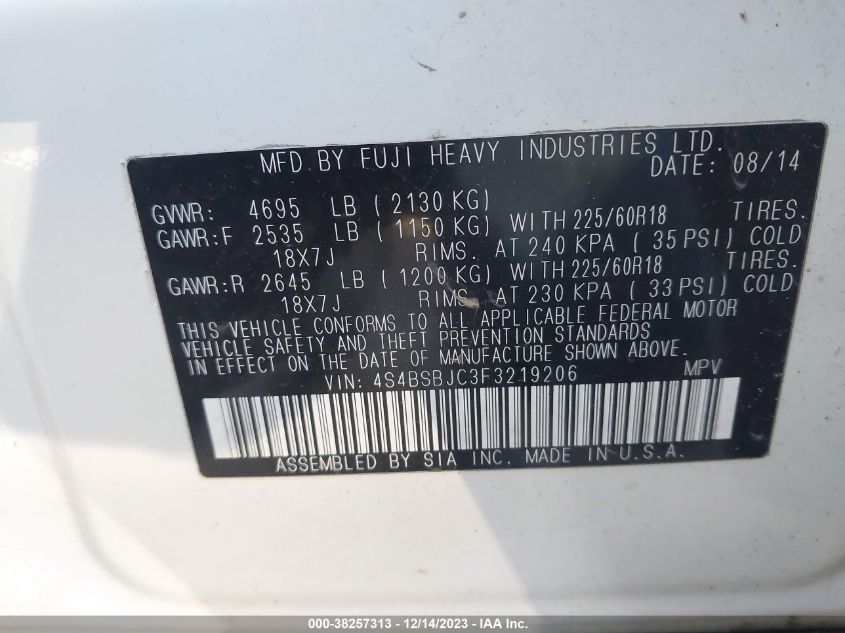 MFD.BY FUJI HEAVY INDUSTRIES LTD.
DATE: 08/14
GVWR: 4695 LB ( 2130 KG)
GAWR:F 2535 LB ( 1150 KG) WITH 225/60R18 TIRES.
18X7J RIMS. AT 240 KPA ( 35 PSI) COLD
GAWR:R 2645 LB ( 1200 KG) WITH 225/60R18 TIRES.
18X7J RIMS. AT 230 KPA ( 33 PSI) COLD
THIS VEHICLE CONFORMS TO ALL APPLICABLE FEDERAL MOTOR
VEHICLE SAFETY AND THEFT PREVENTION STANDARDS
IN EFFECT ON THE DATE OF MANUFACTURE SHOWN ABOVE.
VIN: 4S4BSBJC3F3219206 MPV
ASSEMBLED BY SIA INC. MADE IN U.S.A.
000-38257313 - 12/14/2023 - IAA Inc.